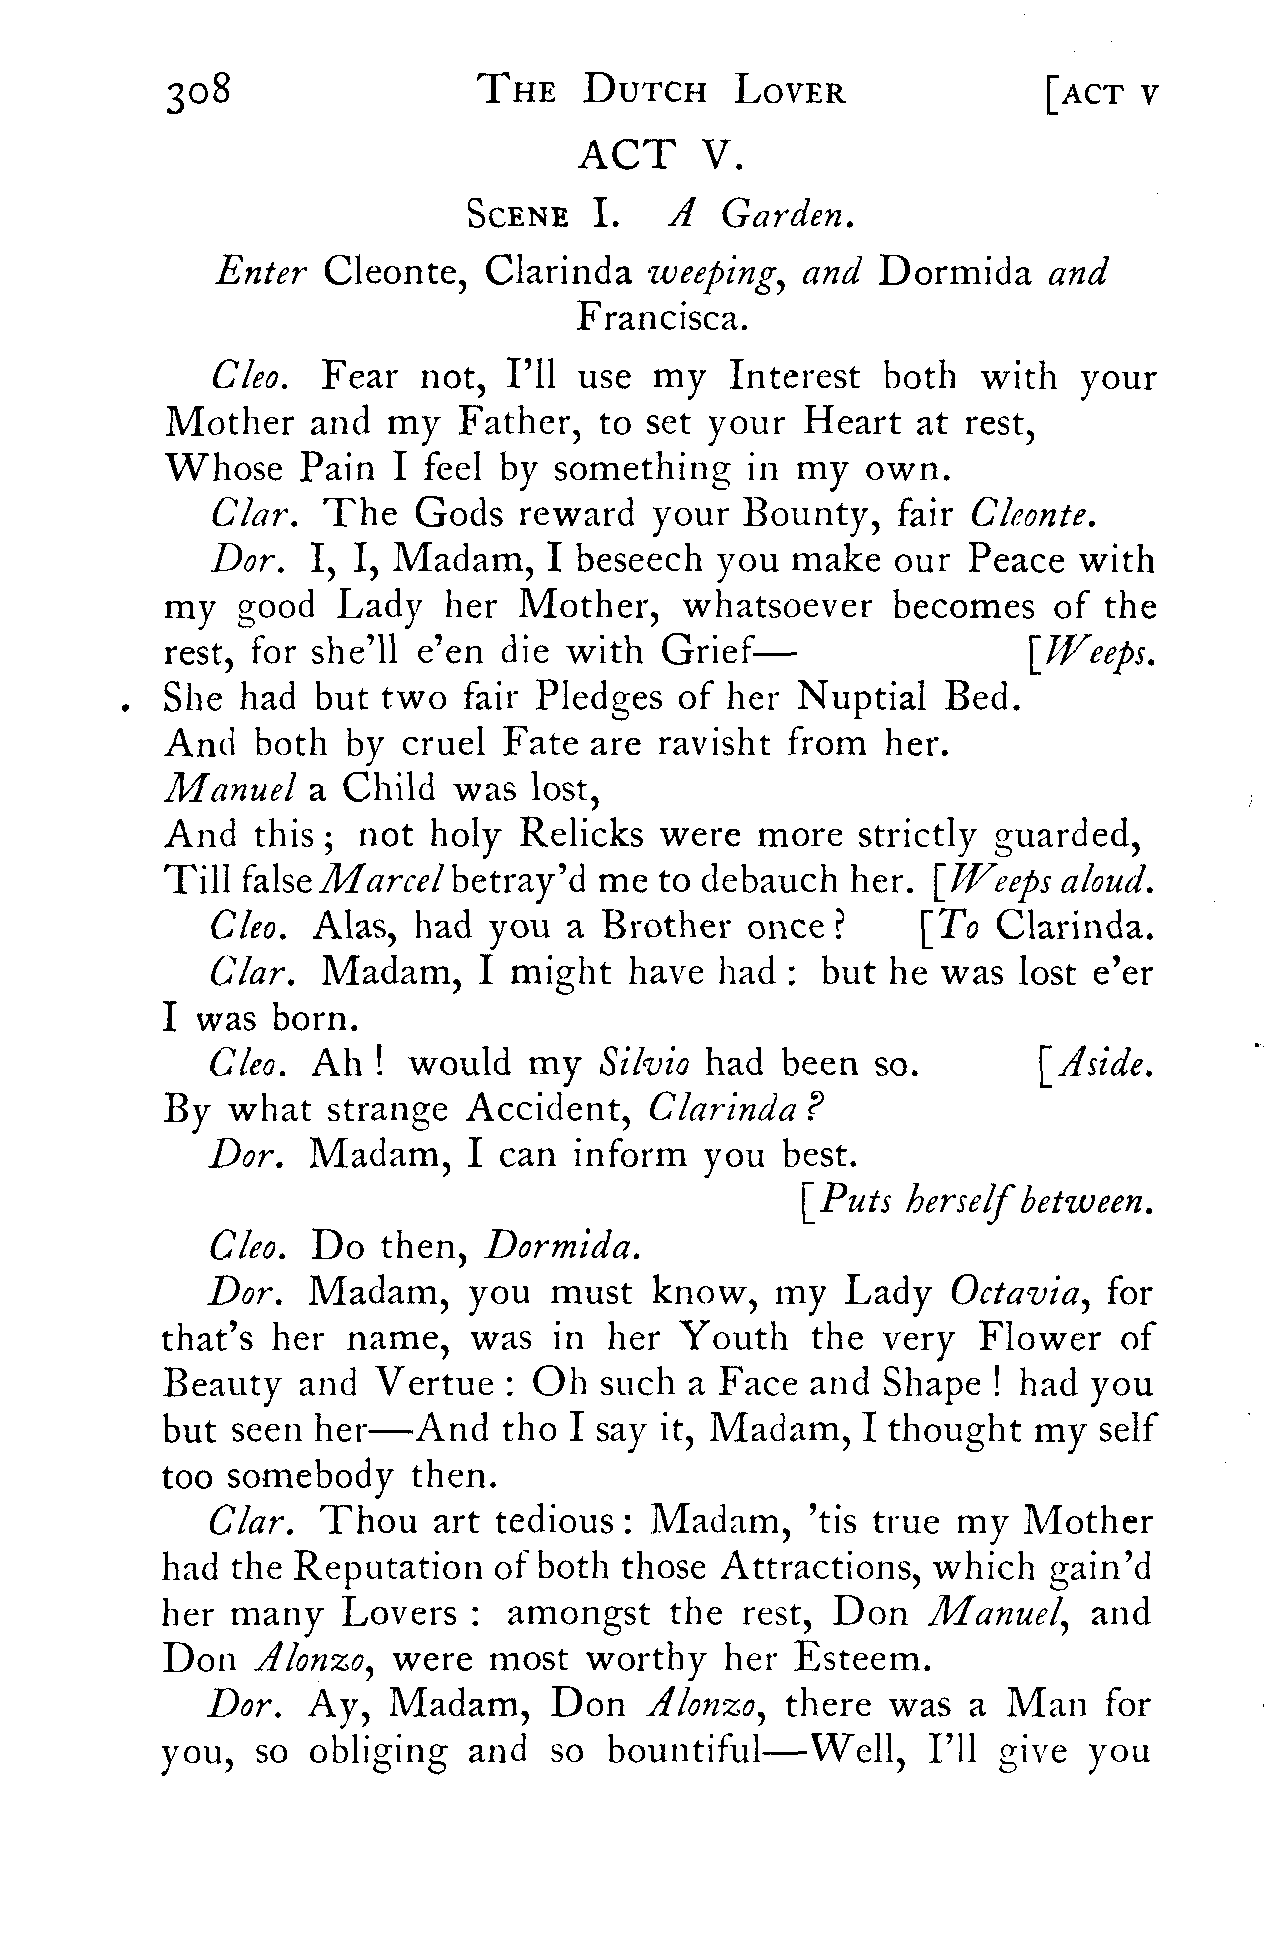 308 THE DUTCH LOVER [ACT V
ACT V.
SCENE I. A Garden.
Enter Cleonte, Clarinda weeping, and Dormida and
Francisca.
Cleo. Fear not, I'll use my Interest both with your
Mother and my Father, to set your Heart at rest,
Whose Pain I feel by something in my own.
Clar. The Gods reward your Bounty, fair Cleonte.
Dor. I, I, Madam, I beseech you make our Peace with
my good Lady her Mother, whatsoever becomes of the
rest, for she'll e'en die with Grief— [Weeps.
She had but two fair Pledges of her Nuptial Bed.
And both by cruel Fate are ravisht from her.
Manuel a Child was lost,
And this; not holy Relicks were more strictly guarded,
Till false Marcel betray'd me to debauch her. [Weeps aloud.
Cleo. Alas, had you a Brother once? [To Clarinda.
Clar. Madam, I might have had: but he was lost e'er
I was born.
Cleo. Ah! would my Silvio had been so. [Aside.
By what strange Accident, Clarinda?
Dor. Madam, I can inform you best.
[Puts herself between.
Cleo. Do then, Dormida.
Dor. Madam, you must know, my Lady Octavia, for
that's her name, was in her Youth the very Flower of
Beauty and Vertue: Oh such a Face and Shape! had you
but seen her—And tho I say it, Madam, I thought my self
too somebody then.
Clar. Thou art tedious: Madam, 'tis true my Mother
had the Reputation of both those Attractions, which gain'd
her many Lovers: amongst the rest, Don Manuel, and
Don Alonzo, were most worthy her Esteem.
Dor. Ay, Madam, Don Alonzo, there was a Man for
you, so obliging and so bountiful—Well, I'll give you